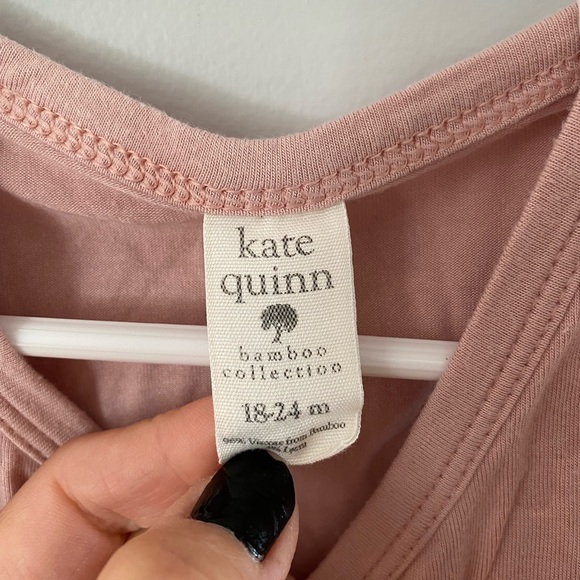 kate
quinn
bamboo
collection
18-24 m
96% Viscose from Bamboo